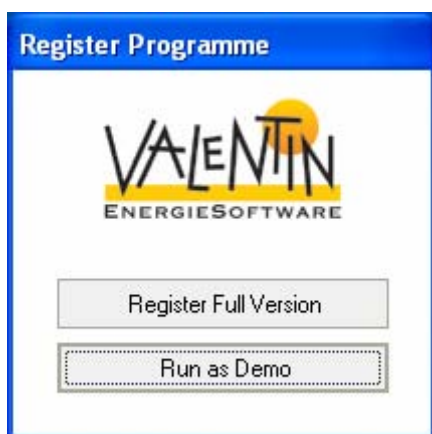 Register Programme
VALENTIN
ENERGIESOFTWARE
Register Full Version
Run as Demo